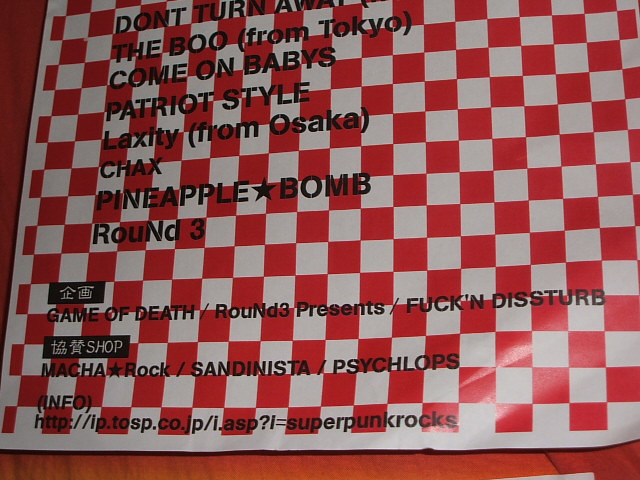 DONT TURN AWAY
THE BOO (from Tokyo)
COME ON BABYS
PATRIOT STYLE
Laxity (from Osaka)
CHAX
PINEAPPLE★BOMB
RouNd 3
企画
GAME OF DEATH / RouNd3 Presents / FUCK'N DISSTURB
協賛SHOP
MACHA★Rock / SANDINISTA / PSYCHLOPS
(INFO)
http://ip.tosp.co.jp/i.asp?i=superpunkrocks